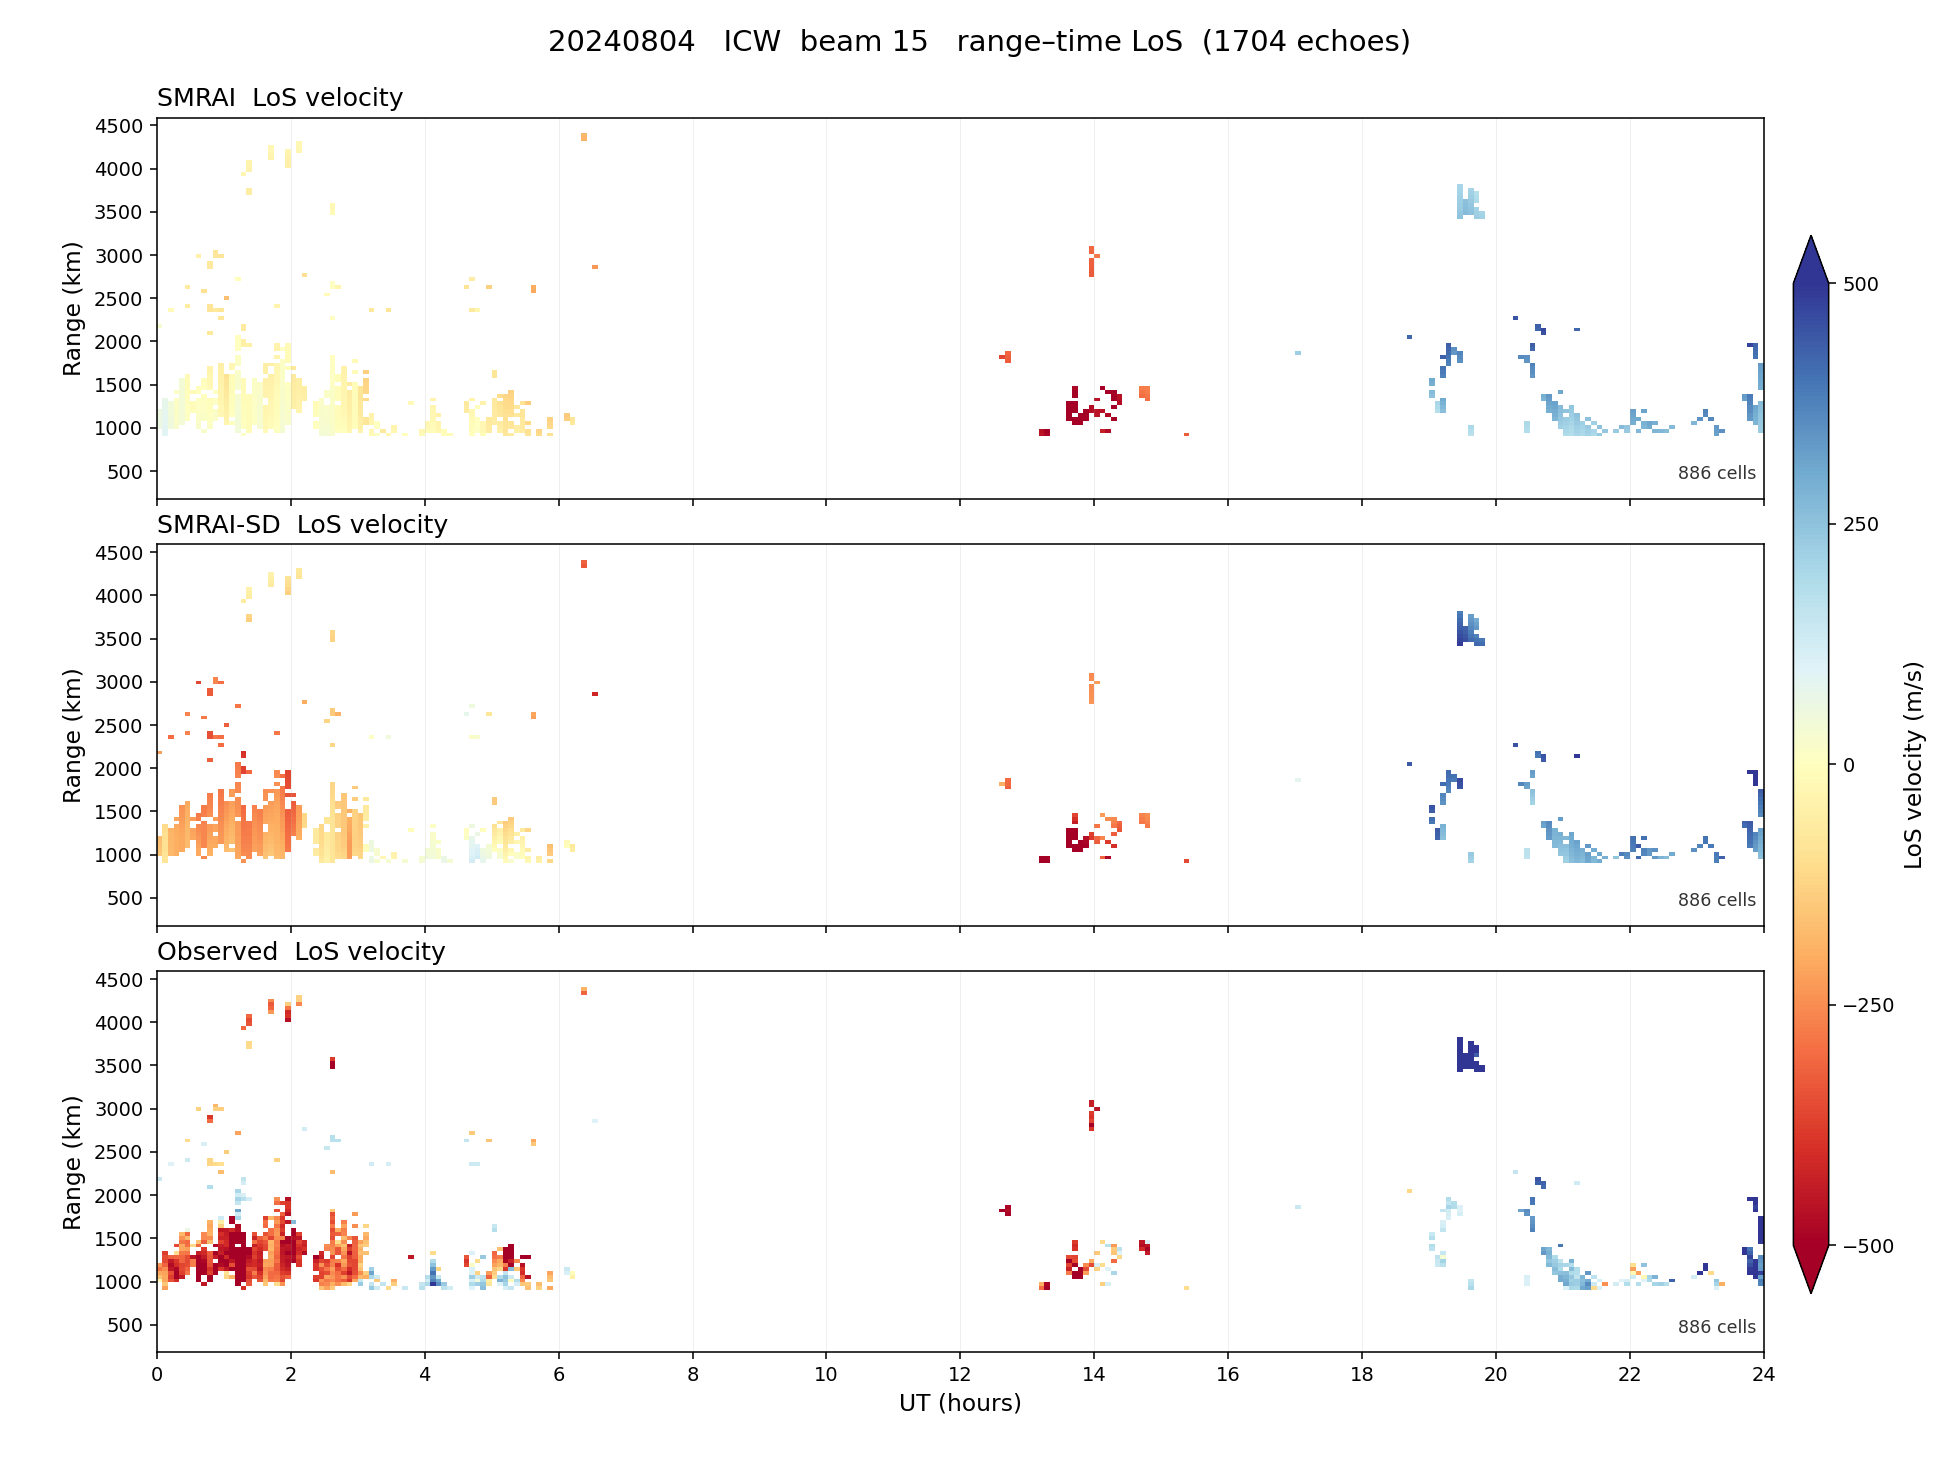 20240804   ICW  beam 15   range–time LoS  (1704 echoes)
SMRAI  LoS velocity
4500
4000
3500
3000
2500
2000
1500
1000
500
Range (km)
886 cells
SMRAI-SD  LoS velocity
4500
4000
3500
3000
2500
2000
1500
1000
500
Range (km)
886 cells
Observed  LoS velocity
4500
4000
3500
3000
2500
2000
1500
1000
500
Range (km)
886 cells
0 2 4 6 8 10 12 14 16 18 20 22 24
UT (hours)
500
250
0
−250
−500
LoS velocity (m/s)